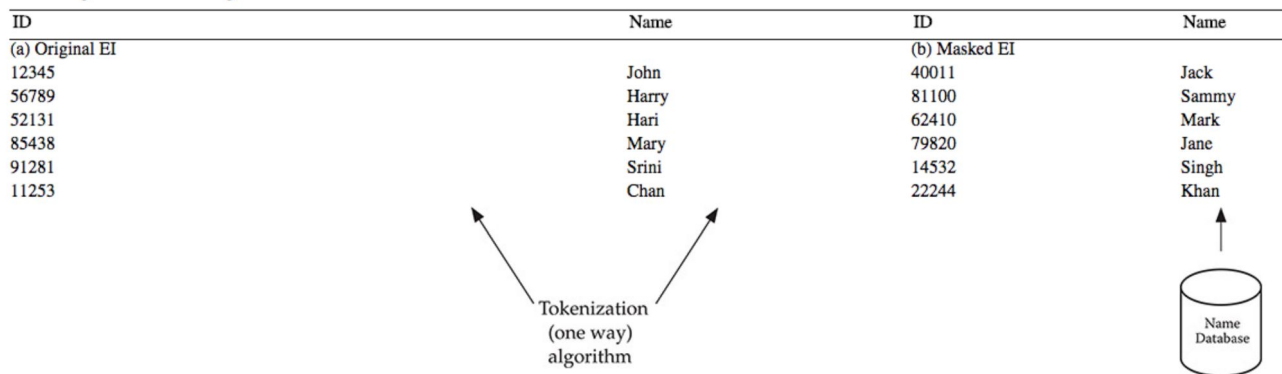 ID Name ID Name
(a) Original EI (b) Masked EI
12345 John 40011 Jack
56789 Harry 81100 Sammy
52131 Hari 62410 Mark
85438 Mary 79820 Jane
91281 Srini 14532 Singh
11253 Chan 22244 Khan
Tokenization
(one way)
algorithm
Name
Database